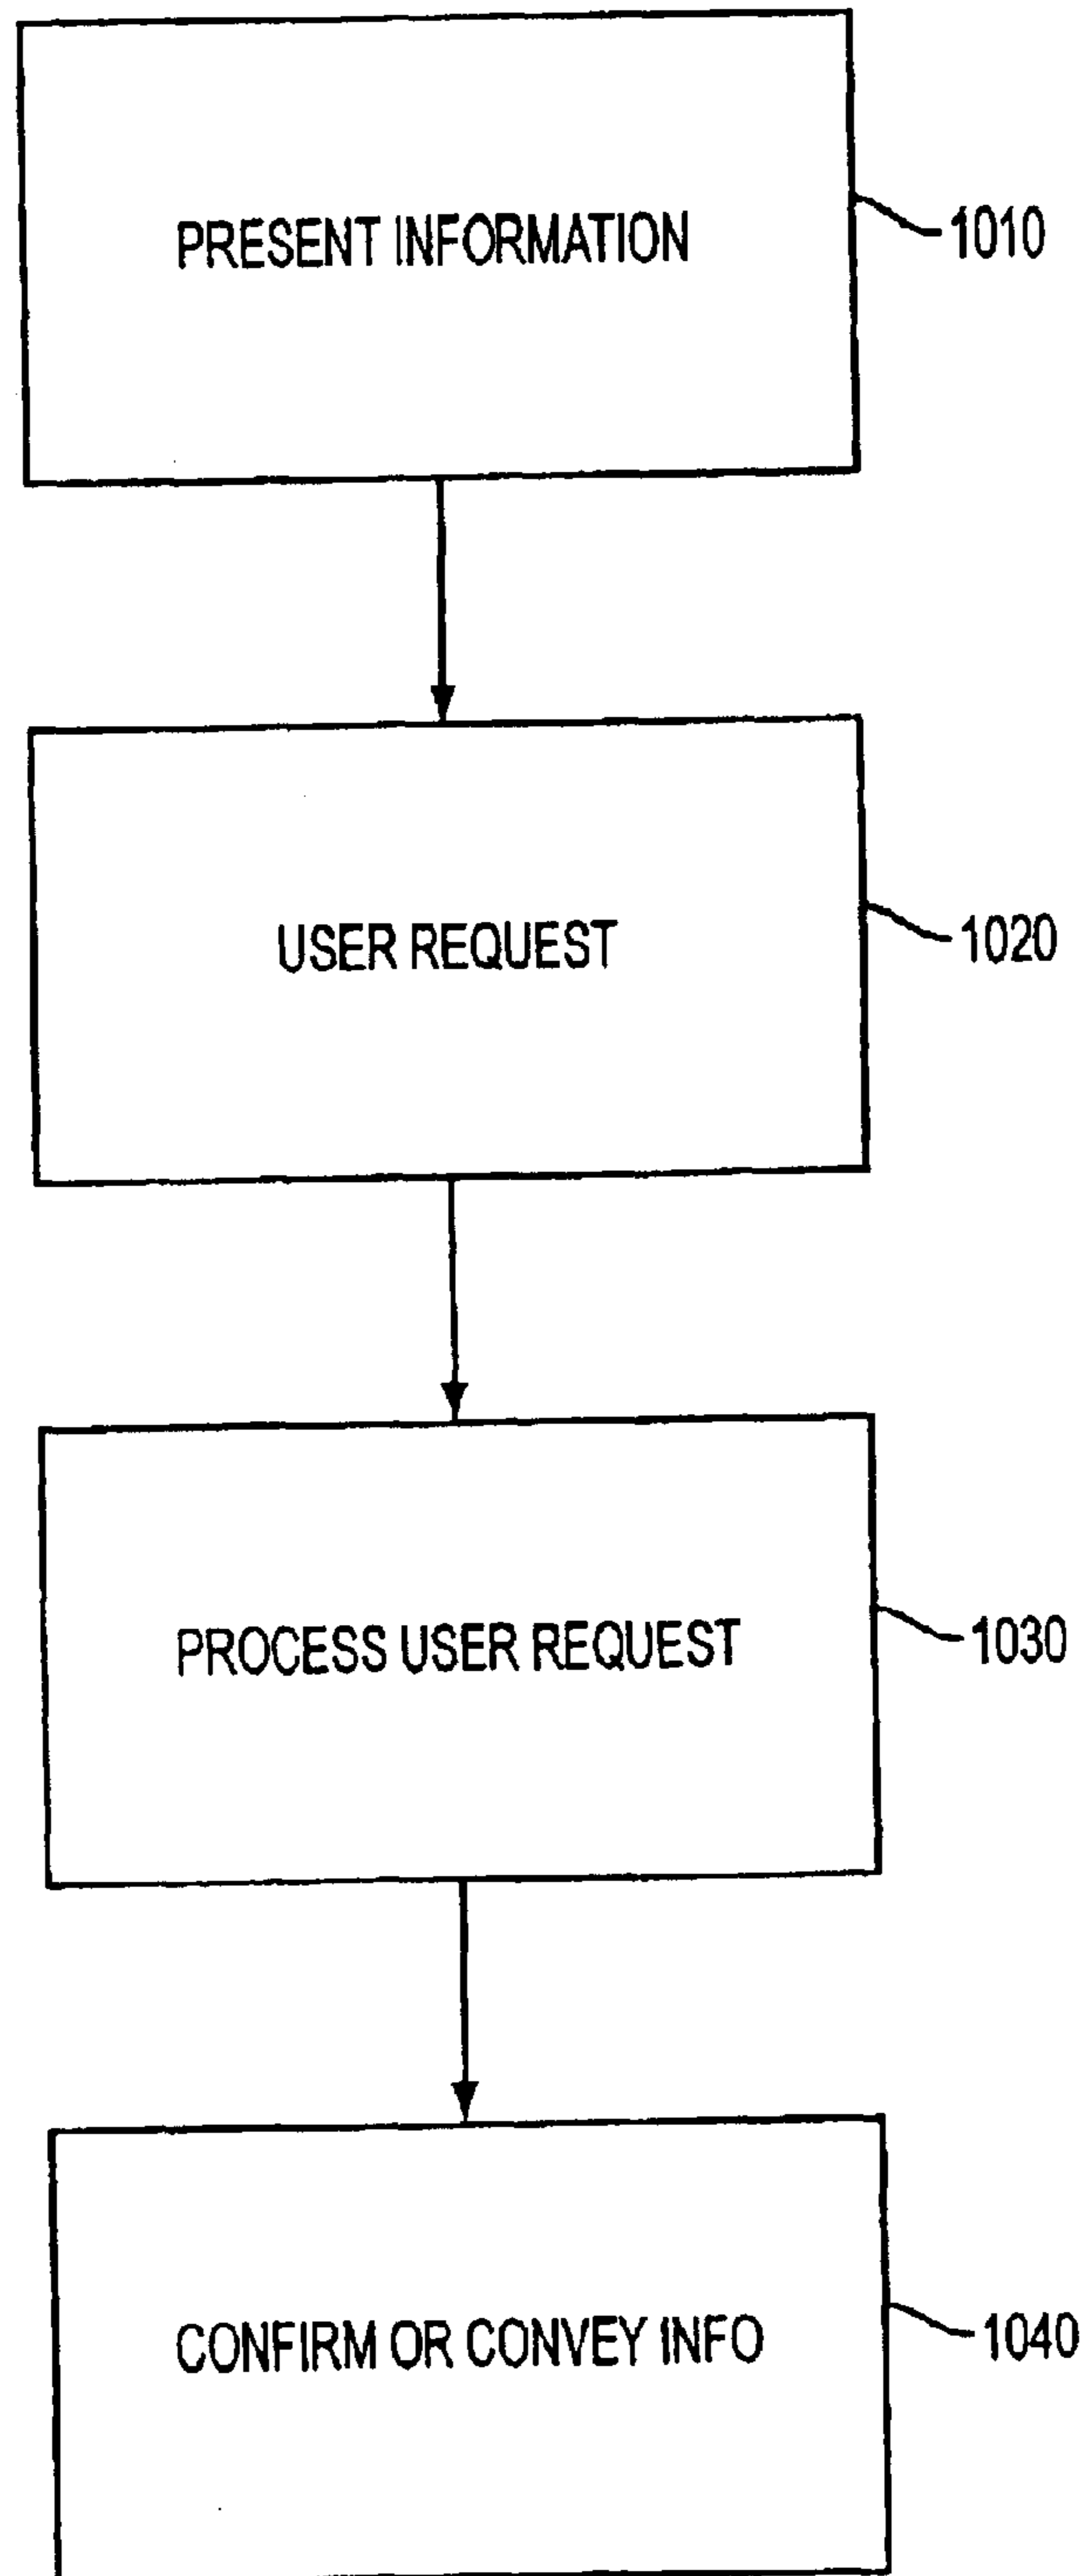 PRESENT INFORMATION
1010
USER REQUEST
1020
PROCESS USER REQUEST
1030
CONFIRM OR CONVEY INFO
1040